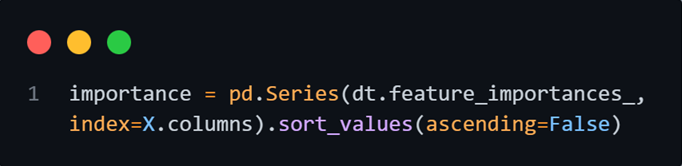 1 importance = pd.Series(dt.feature_importances_,
index=X.columns).sort_values(ascending=False)